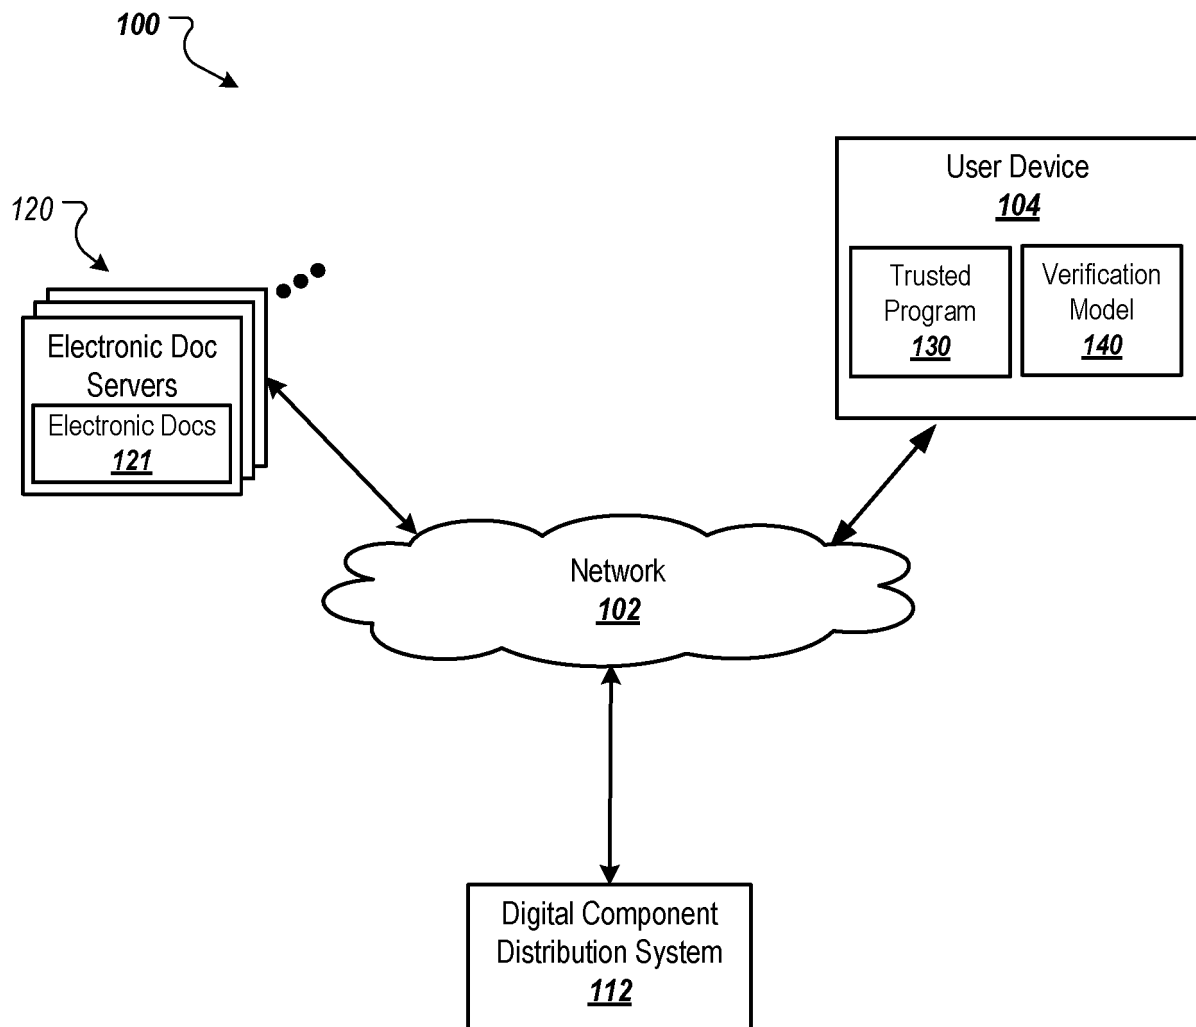 100
User Device
104
Trusted
Program
130
Verification
Model
140
120
Electronic Doc
Servers
Electronic Docs
121
Network
102
Digital Component
Distribution System
112